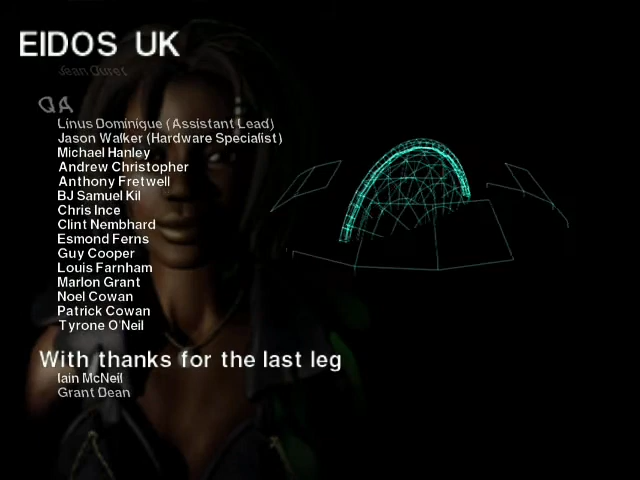 EIDOS UK
Jean Duret
QA
Linus Dominique (Assistant Lead)
Jason Walker (Hardware Specialist)
Michael Hanley
Andrew Christopher
Anthony Fretwell
BJ Samuel Kil
Chris Ince
Clint Nembhard
Esmond Ferns
Guy Cooper
Louis Farnham
Marlon Grant
Noel Cowan
Patrick Cowan
Tyrone O'Neil
With thanks for the last leg
Iain McNeil
Grant Dean